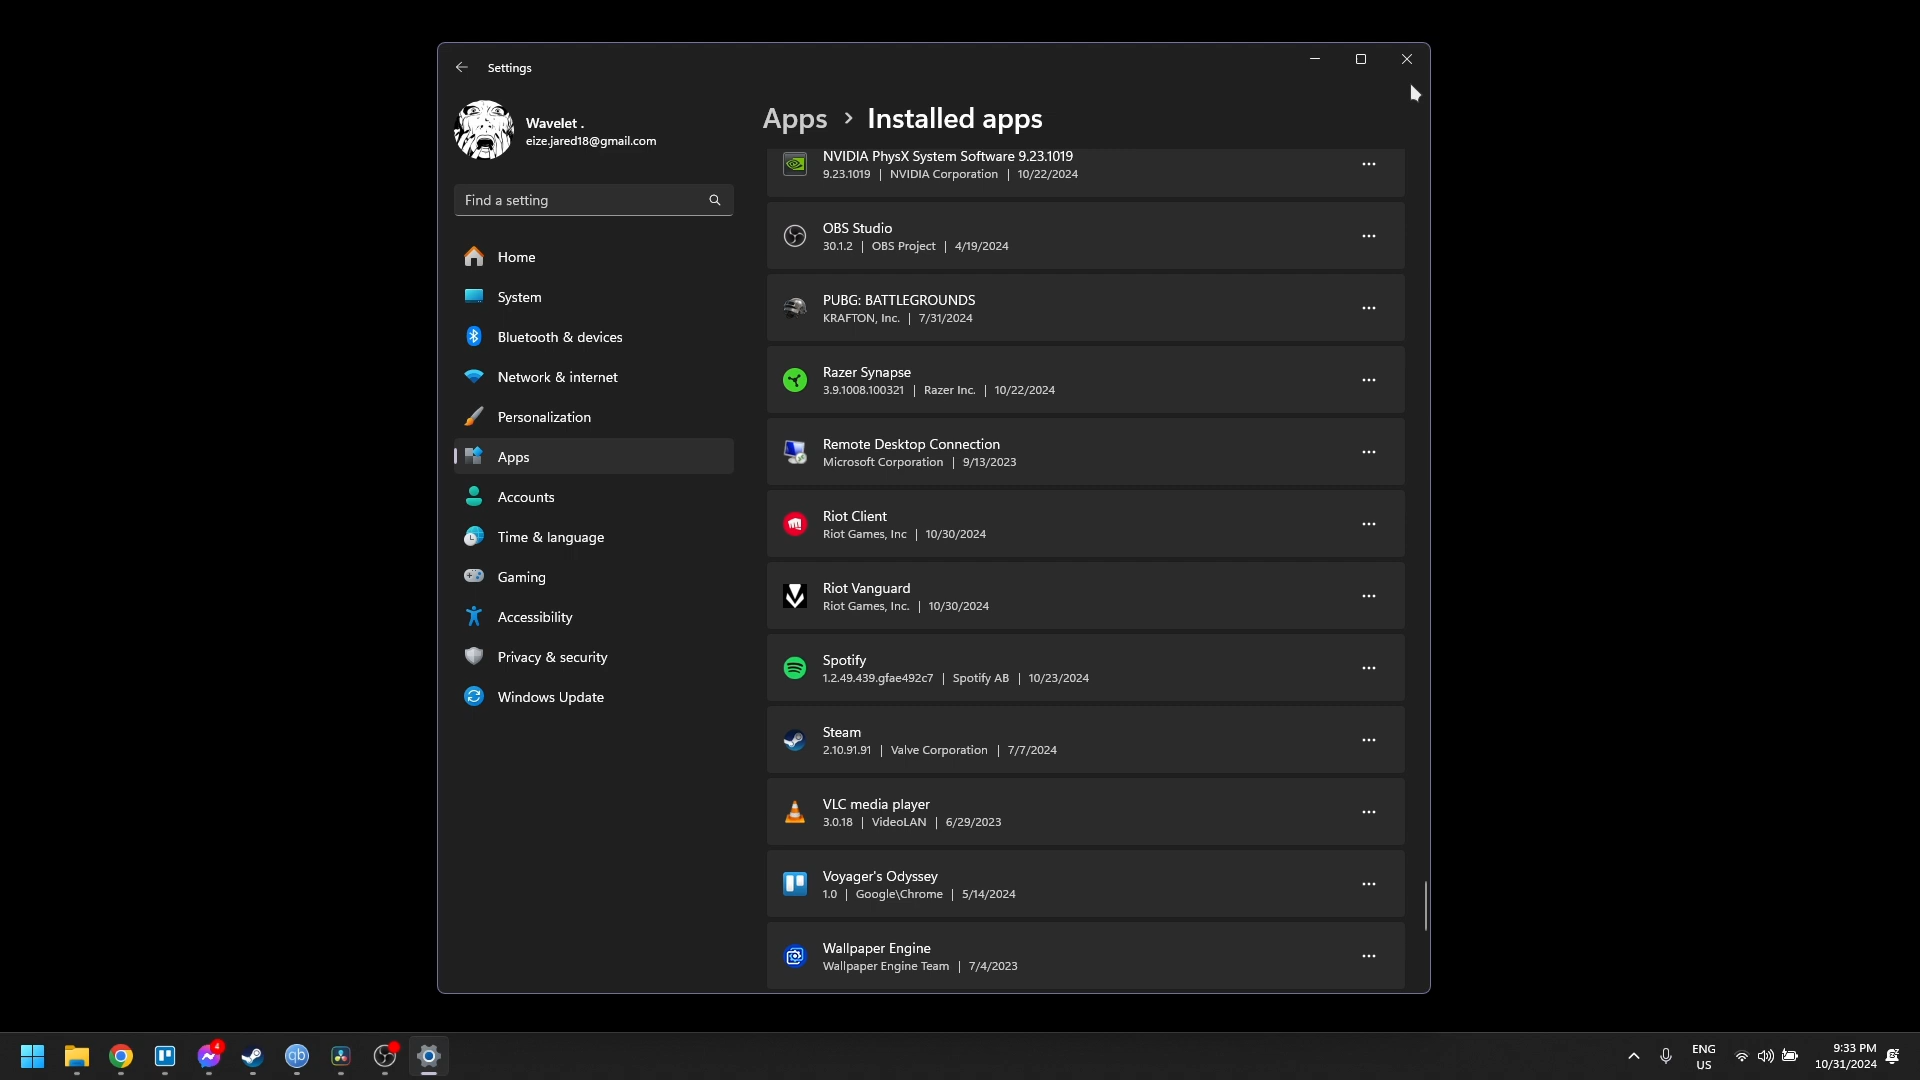 Settings
Wavelet .
eize.jared18@gmail.com
Find a setting
Home
System
Bluetooth & devices
Network & internet
Personalization
Apps
Accounts
Time & language
Gaming
Accessibility
Privacy & security
Windows Update
Apps > Installed apps
NVIDIA PhysX System Software 9.23.1019
9.23.1019 | NVIDIA Corporation | 10/22/2024
OBS Studio
30.1.2 | OBS Project | 4/19/2024
PUBG: BATTLEGROUNDS
KRAFTON, Inc. | 7/31/2024
Razer Synapse
3.9.1008.100321 | Razer Inc. | 10/22/2024
Remote Desktop Connection
Microsoft Corporation | 9/13/2023
Riot Client
Riot Games, Inc | 10/30/2024
Riot Vanguard
Riot Games, Inc. | 10/30/2024
Spotify
1.2.49.439.gfae492c7 | Spotify AB | 10/23/2024
Steam
2.10.91.91 | Valve Corporation | 7/7/2024
VLC media player
3.0.18 | VideoLAN | 6/29/2023
Voyager's Odyssey
1.0 | Google\Chrome | 5/14/2024
Wallpaper Engine
Wallpaper Engine Team | 7/4/2023
4
qb
ENG
US
9:33 PM
10/31/2024